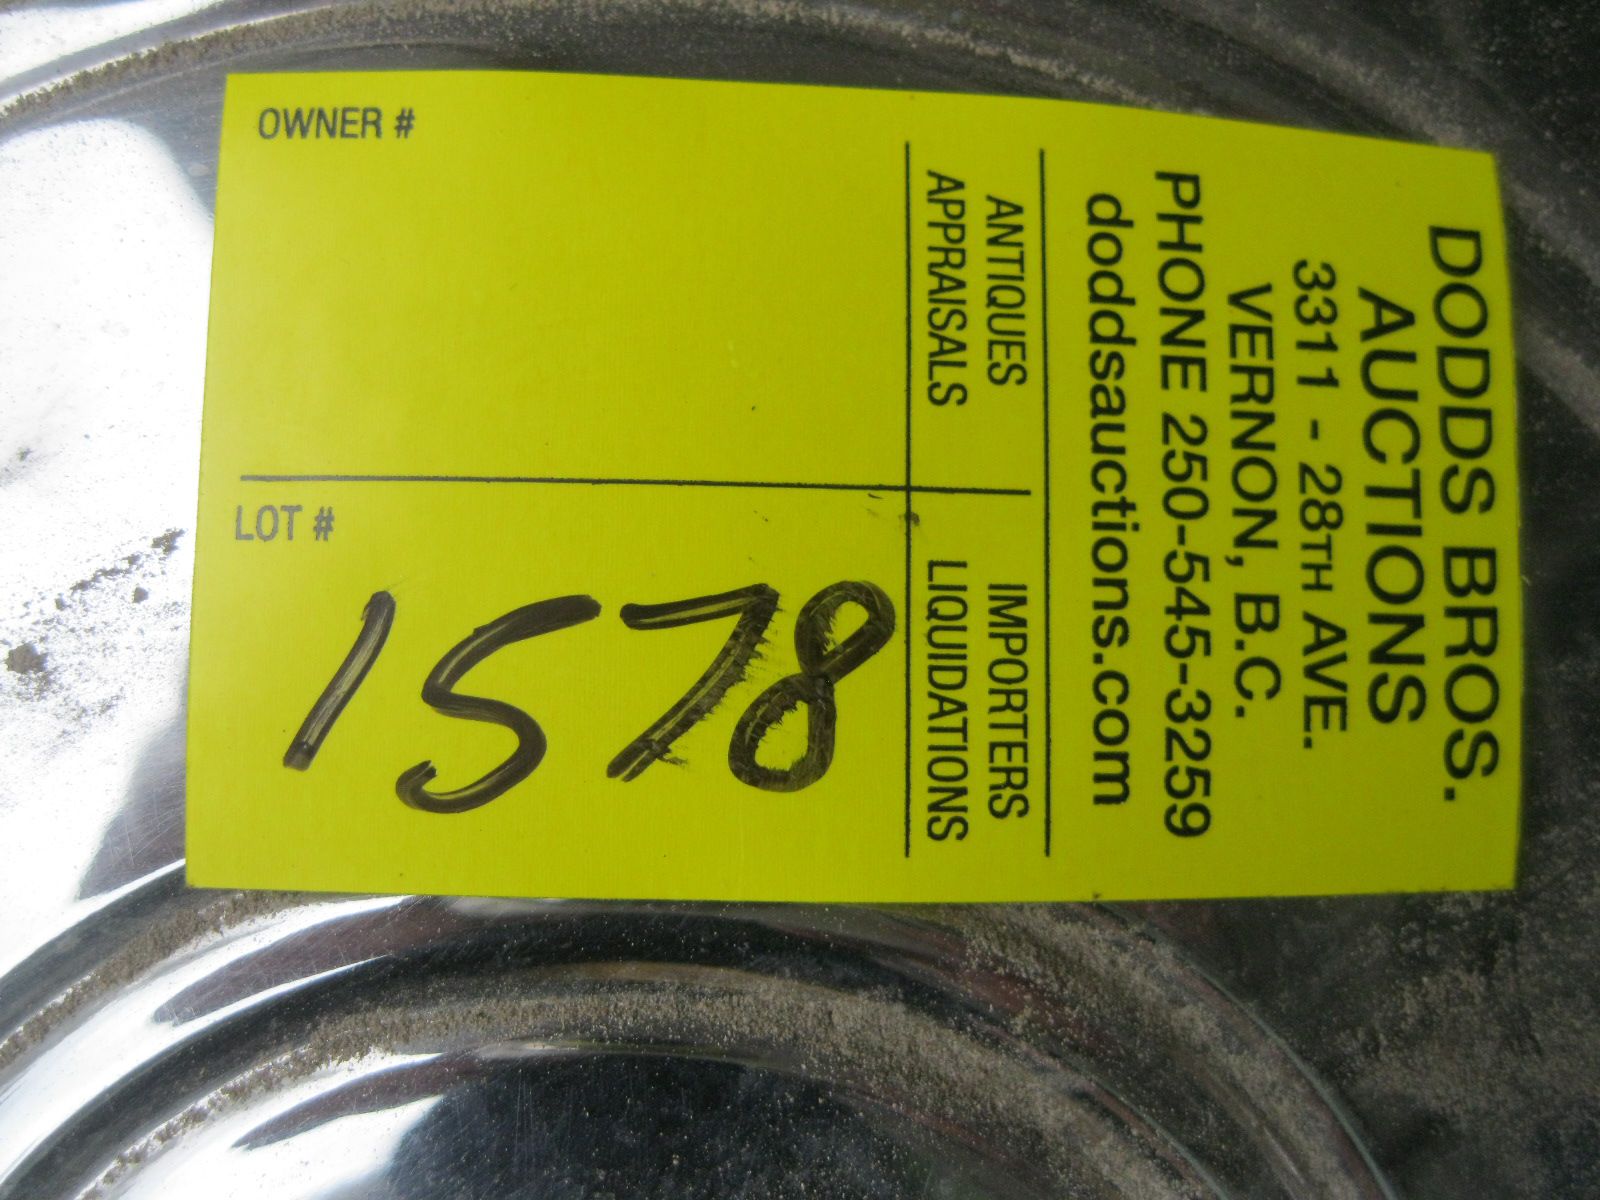 DODDS BROS.
AUCTIONS
3311 - 28TH AVE.
VERNON, B.C.
PHONE 250-545-3259
doddsauctions.com
ANTIQUES IMPORTERS
APPRAISALS LIQUIDATIONS
OWNER #
LOT #
1578